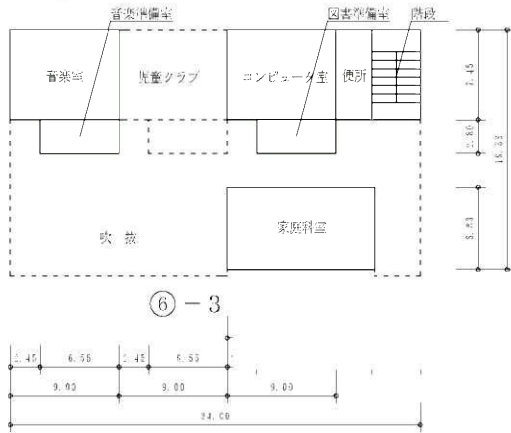 音楽準備室
図書準備室
階段
音楽室
児童クラブ
コンピュータ室
便所
7.45
吹 抜
家庭科室
⑥ - 3
2.45
6.55
2.45
6.55
9.00
9.00
9.00
34.00